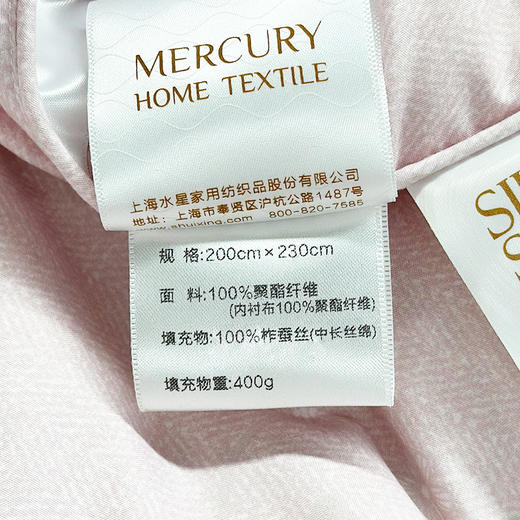 MERCURY
HOME TEXTILE
上海水星家用纺织品股份有限公司
地址：上海市奉贤区沪杭公路1487号
www.shuixing.com 800-820-7585
规 格:200cm×230cm
面 料:100%聚酯纤维
(内衬布100%聚酯纤维)
填充物:100%柞蚕丝(中长丝绵)
填充物量:400g